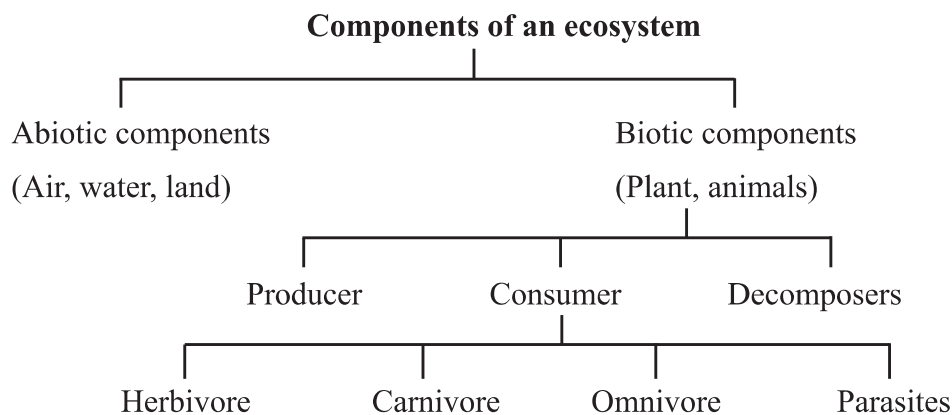 Components of an ecosystem
Abiotic components
Biotic components
(Air, water, land)
(Plant, animals)
Producer
Consumer
Decomposers
Herbivore
Carnivore
Omnivore
Parasites